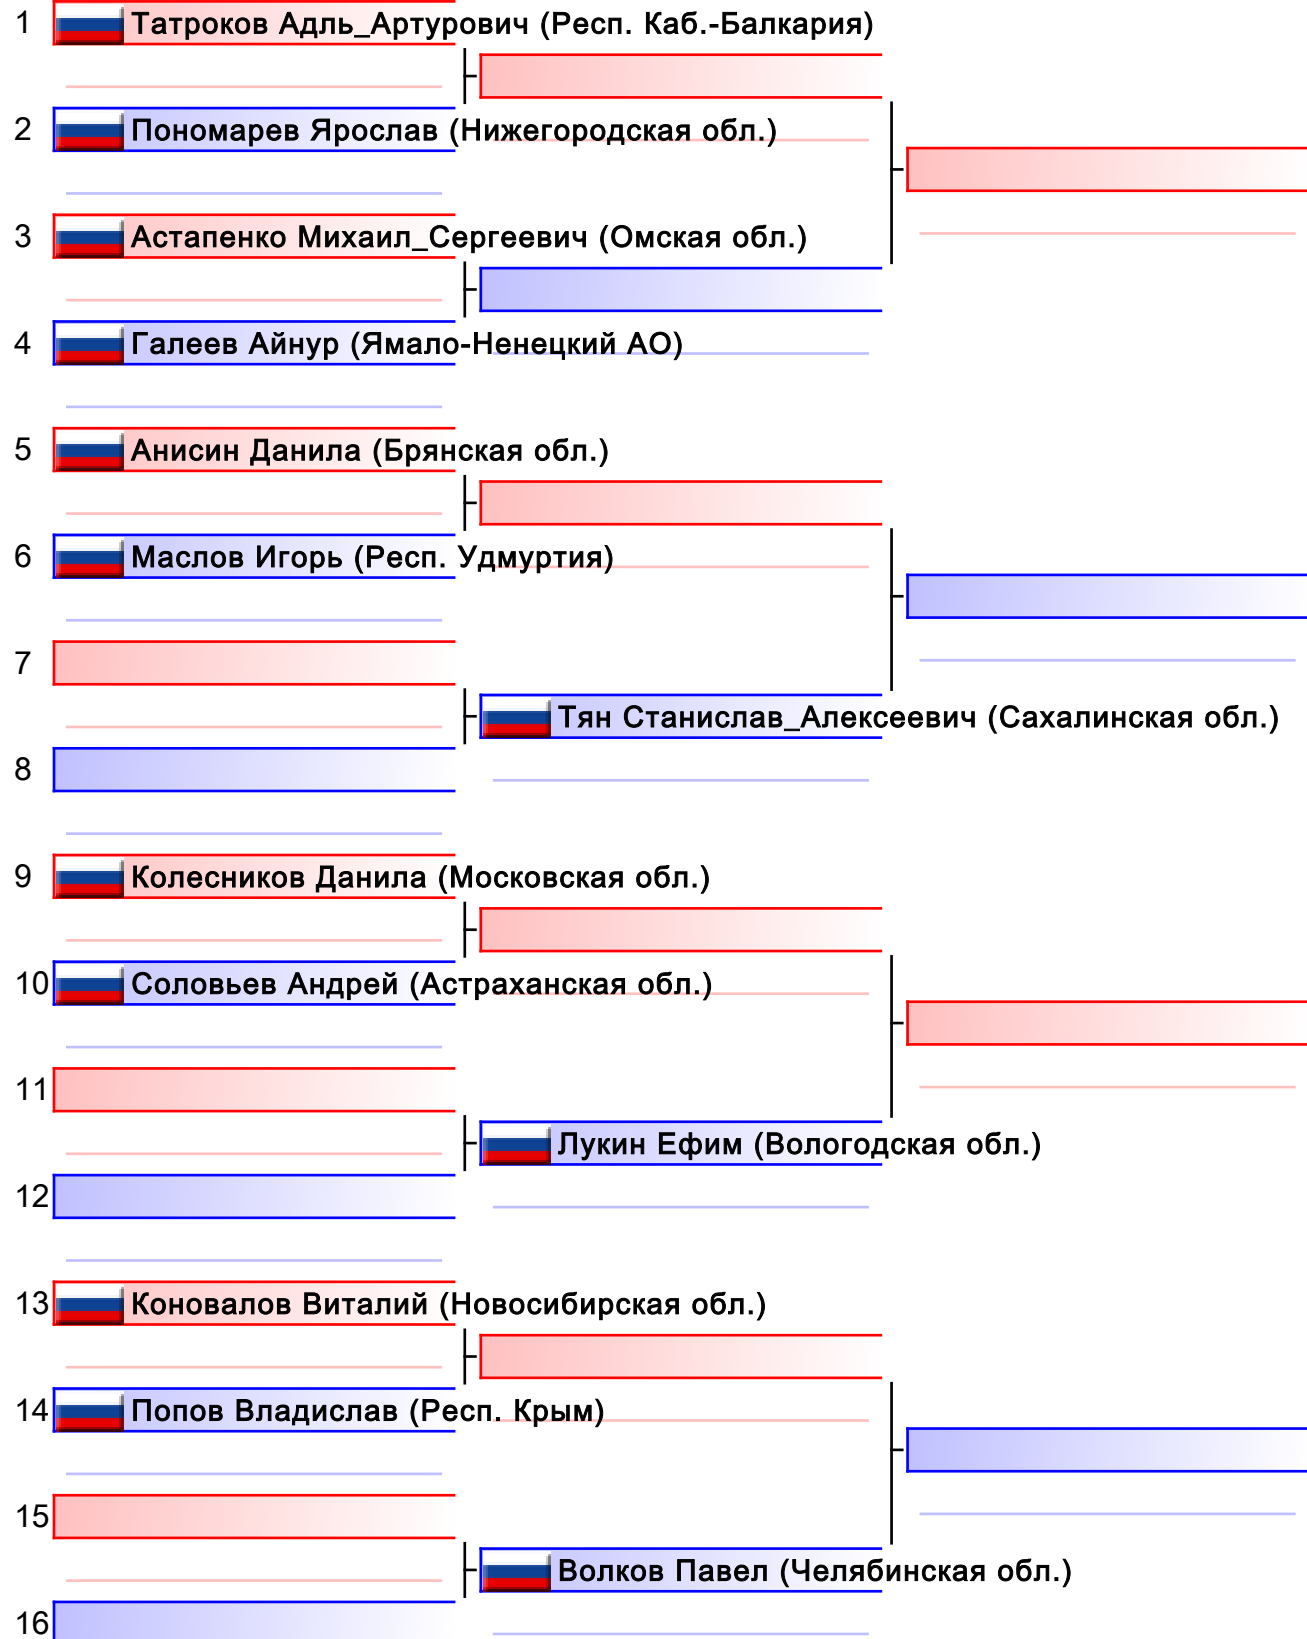 1 Татроков Адль_Артурович (Респ. Каб.-Балкария)
2 Пономарев Ярослав (Нижегородская обл.)
3 Астапенко Михаил_Сергеевич (Омская обл.)
4 Галеев Айнур (Ямало-Ненецкий АО)
5 Анисин Данила (Брянская обл.)
6 Маслов Игорь (Респ. Удмуртия)
7
Тян Станислав_Алексеевич (Сахалинская обл.)
8
9 Колесников Данила (Московская обл.)
10 Соловьев Андрей (Астраханская обл.)
11
Лукин Ефим (Вологодская обл.)
12
13 Коновалов Виталий (Новосибирская обл.)
14 Попов Владислав (Респ. Крым)
15
Волков Павел (Челябинская обл.)
16